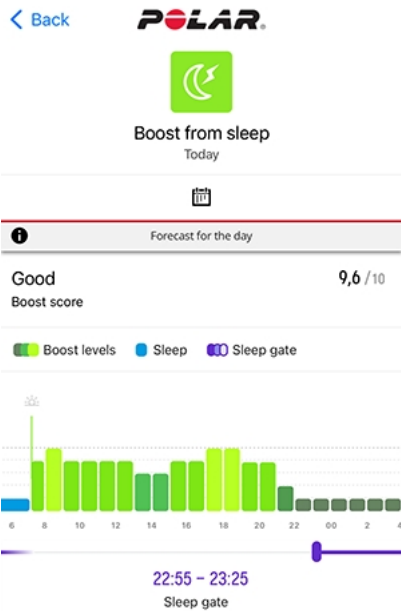 Back
POLAR.
Boost from sleep
Today
Forecast for the day
Good 9,6 /10
Boost score
Boost levels Sleep Sleep gate
6 8 10 12 14 16 18 20 22 00 2 4
22:55 – 23:25
Sleep gate